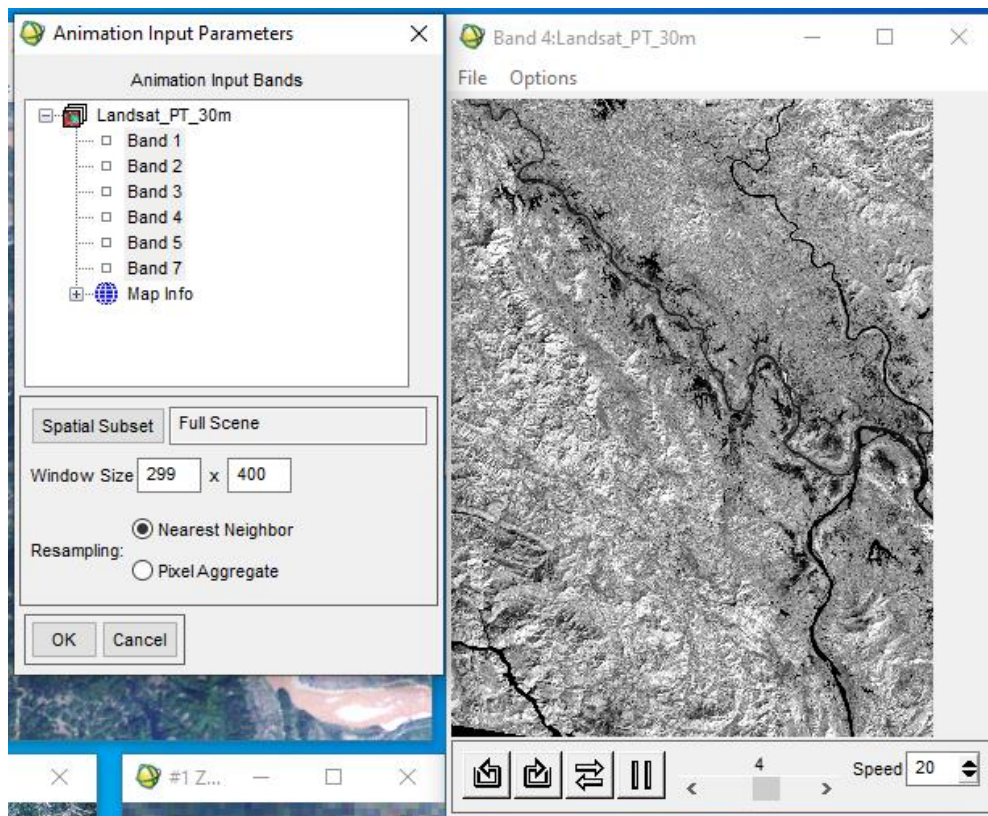 Animation Input Parameters
Animation Input Bands
Landsat_PT_30m
Band 1
Band 2
Band 3
Band 4
Band 5
Band 7
Map Info
Spatial Subset Full Scene
Window Size 299 x 400
Resampling:
Nearest Neighbor
Pixel Aggregate
OK Cancel
Band 4:Landsat_PT_30m
File Options
4
Speed 20
#1 Z...